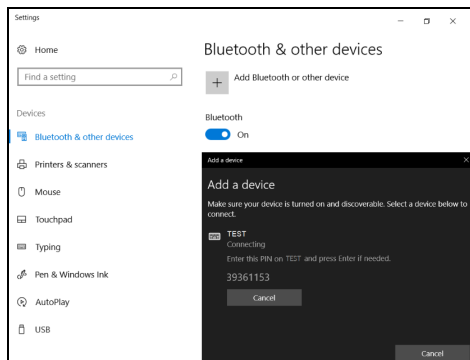 Settings
Home
Find a setting
Devices
Bluetooth & other devices
Printers & scanners
Mouse
Touchpad
Typing
Pen & Windows Ink
AutoPlay
USB
Bluetooth & other devices
Add Bluetooth or other device
Bluetooth
On
Add a device
Add a device
Make sure your device is turned on and discoverable. Select a device below to
connect.
TEST
Connecting
Enter this PIN on TEST and press Enter if needed.
39361153
Cancel
Cancel